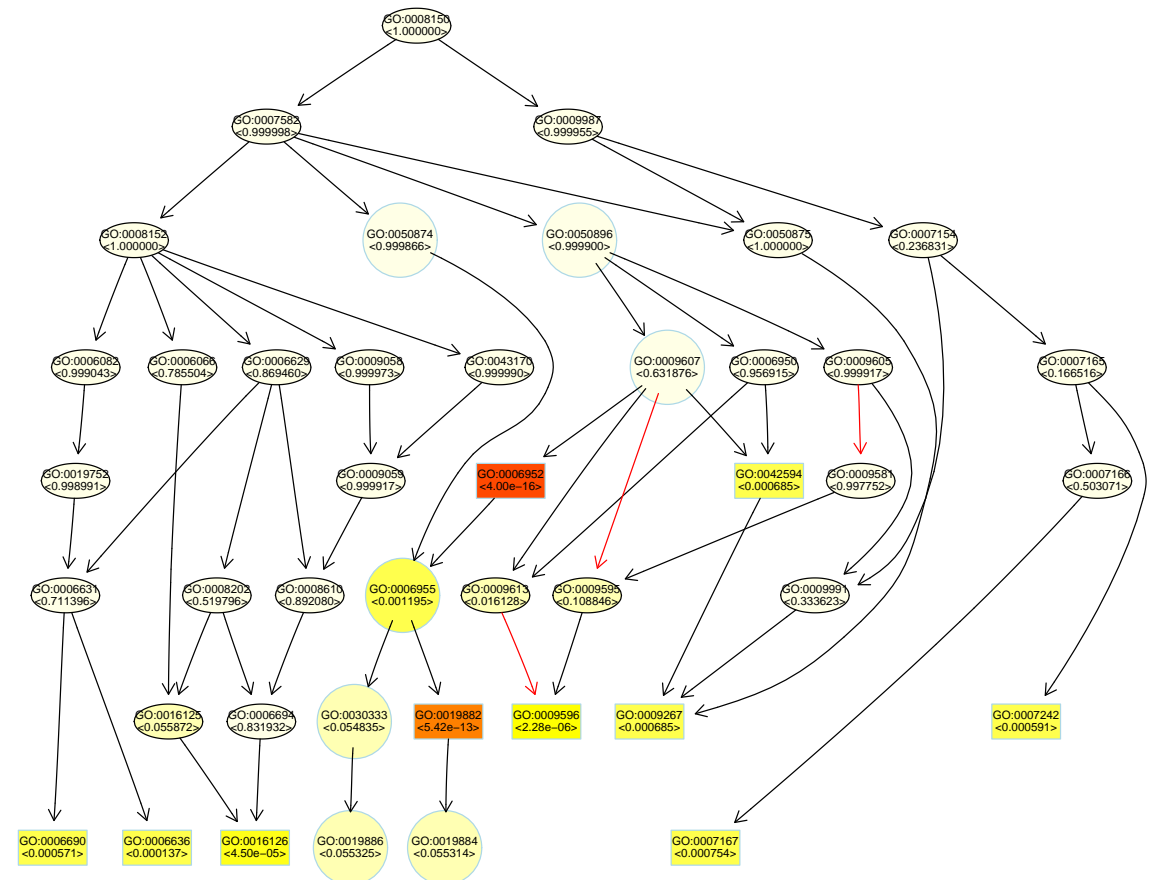 GO:0008150
<1.000000>
GO:0007582
<0.999998>
GO:0009987
<0.999955>
GO:0008152
<1.000000>
GO:0050874
<0.999866>
GO:0050896
<0.999900>
GO:0050875
<1.000000>
GO:0007154
<0.236831>
GO:0006082
<0.999043>
GO:0006066
<0.785504>
GO:0006629
<0.869460>
GO:0009058
<0.999973>
GO:0043170
<0.999990>
GO:0009607
<0.631876>
GO:0006950
<0.956915>
GO:0009605
<0.999917>
GO:0007165
<0.166516>
GO:0019752
<0.998991>
GO:0009059
<0.999917>
GO:0006952
<4.00e−16>
GO:0042594
<0.000685>
GO:0009581
<0.997752>
GO:0007166
<0.503071>
GO:0006631
<0.711396>
GO:0008202
<0.519796>
GO:0008610
<0.892080>
GO:0006955
<0.001195>
GO:0009613
<0.016128>
GO:0009595
<0.108846>
GO:0009991
<0.333623>
GO:0016125
<0.055872>
GO:0006694
<0.831932>
GO:0030333
<0.054835>
GO:0019882
<5.42e−13>
GO:0009596
<2.28e−06>
GO:0009267
<0.000685>
GO:0007242
<0.000591>
GO:0006690
<0.000571>
GO:0006636
<0.000137>
GO:0016126
<4.50e−05>
GO:0019886
<0.055325>
GO:0019884
<0.055314>
GO:0007167
<0.000754>